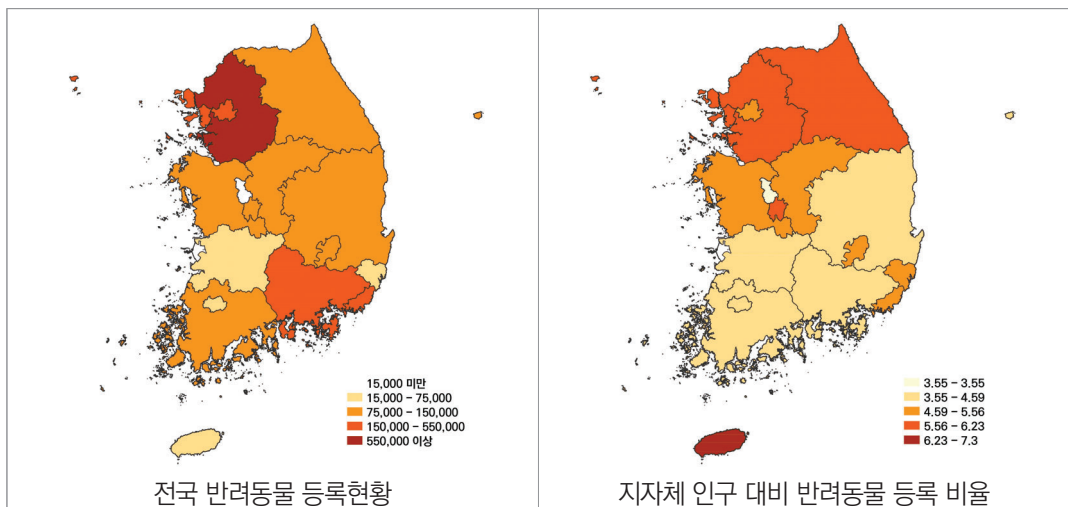 15,000 미만
15,000 – 75,000
75,000 – 150,000
150,000 – 550,000
550,000 이상
전국 반려동물 등록현황
3.55 – 3.55
3.55 – 4.59
4.59 – 5.56
5.56 – 6.23
6.23 – 7.3
지자체 인구 대비 반려동물 등록 비율